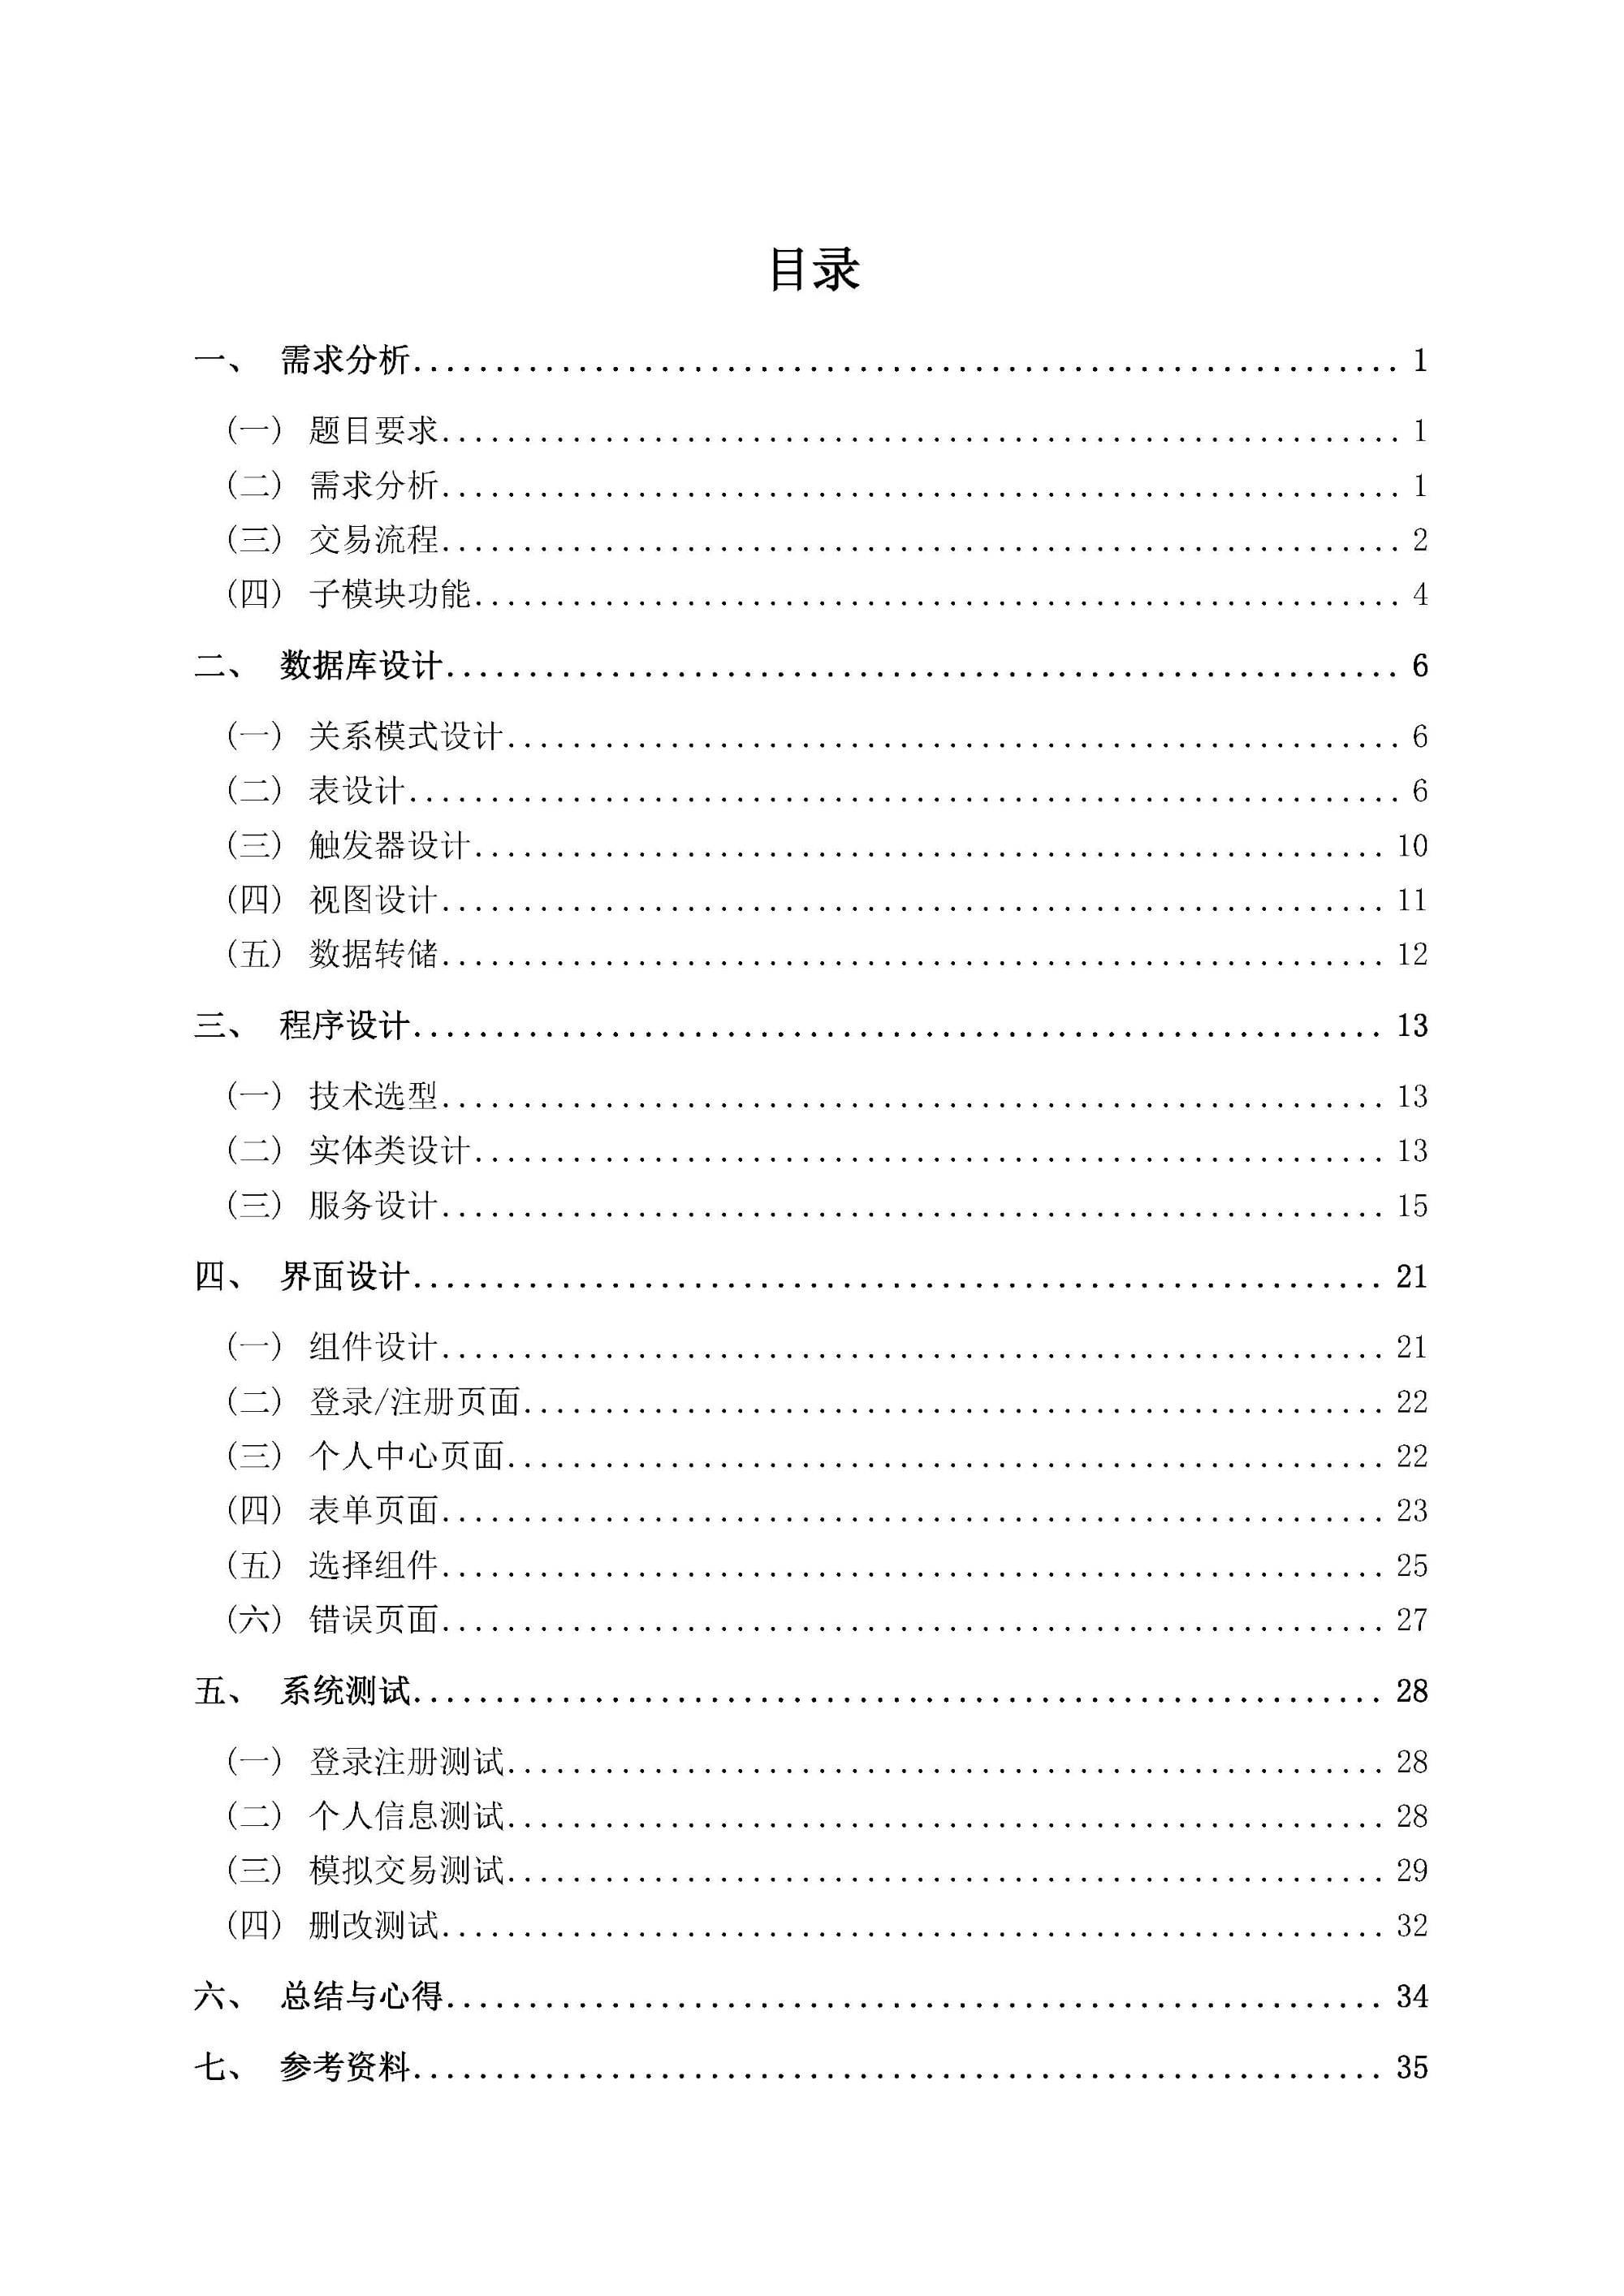 目录
一、 需求分析............................................................ 1
（一） 题目要求.......................................................... 1
（二） 需求分析.......................................................... 1
（三） 交易流程.......................................................... 2
（四） 子模块功能........................................................ 4
二、 数据库设计.......................................................... 6
（一） 关系模式设计...................................................... 6
（二） 表设计............................................................ 6
（三） 触发器设计....................................................... 10
（四） 视图设计......................................................... 11
（五） 数据转储......................................................... 12
三、 程序设计........................................................... 13
（一） 技术选型......................................................... 13
（二） 实体类设计....................................................... 13
（三） 服务设计......................................................... 15
四、 界面设计........................................................... 21
（一） 组件设计......................................................... 21
（二） 登录/注册页面.................................................... 22
（三） 个人中心页面..................................................... 22
（四） 表单页面......................................................... 23
（五） 选择组件......................................................... 25
（六） 错误页面......................................................... 27
五、 系统测试........................................................... 28
（一） 登录注册测试..................................................... 28
（二） 个人信息测试..................................................... 28
（三） 模拟交易测试..................................................... 29
（四） 删改测试......................................................... 32
六、 总结与心得......................................................... 34
七、 参考资料........................................................... 35